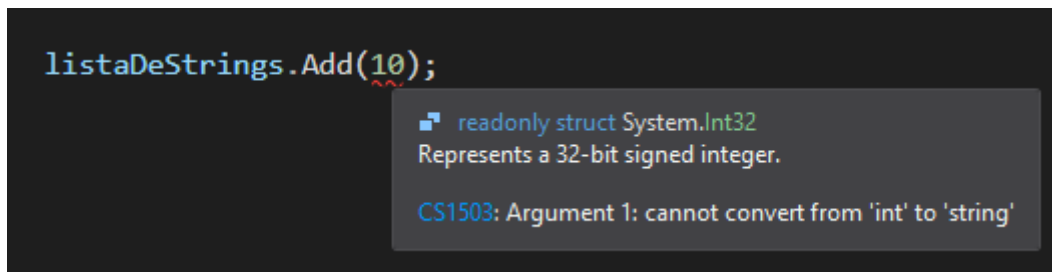 listaDeStrings.Add(10);
readonly struct System.Int32
Represents a 32-bit signed integer.
CS1503: Argument 1: cannot convert from 'int' to 'string'